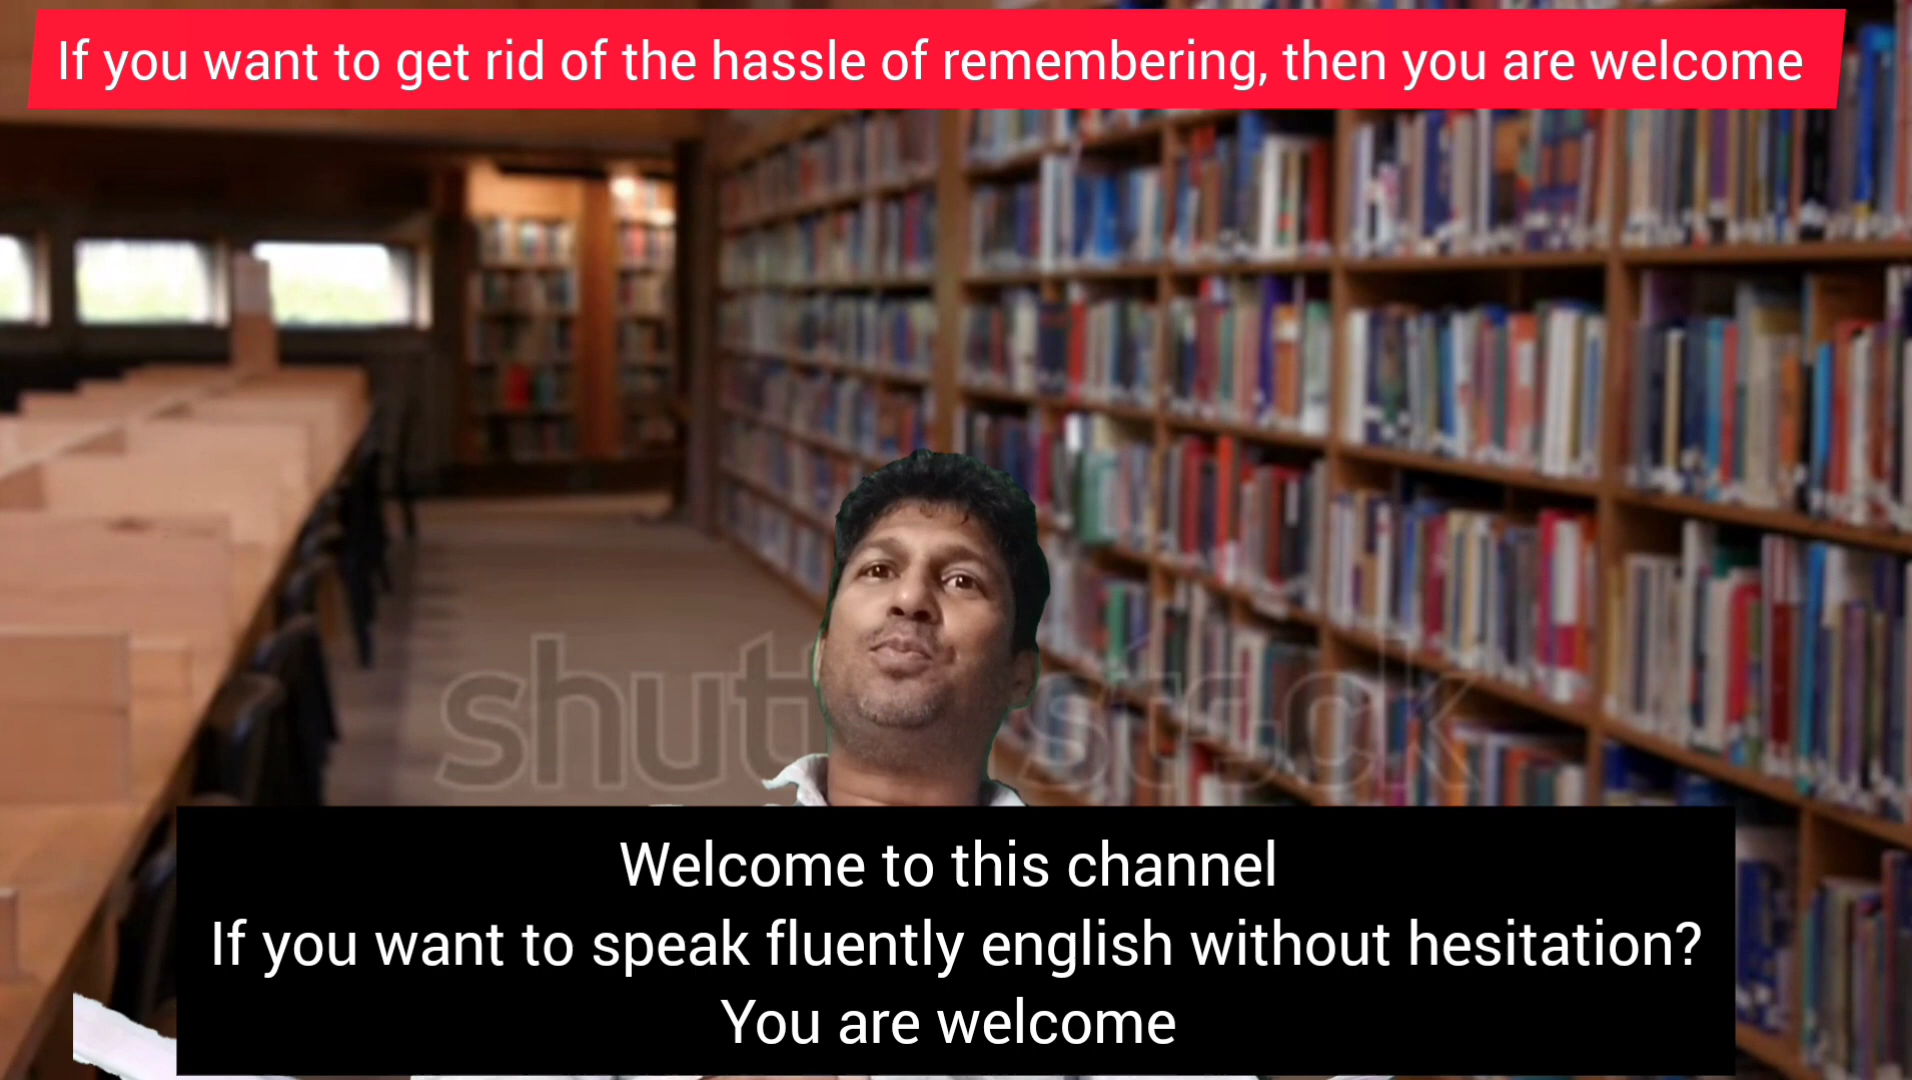 If you want to get rid of the hassle of remembering, then you are welcome
Welcome to this channel
If you want to speak fluently english without hesitation?
You are welcome